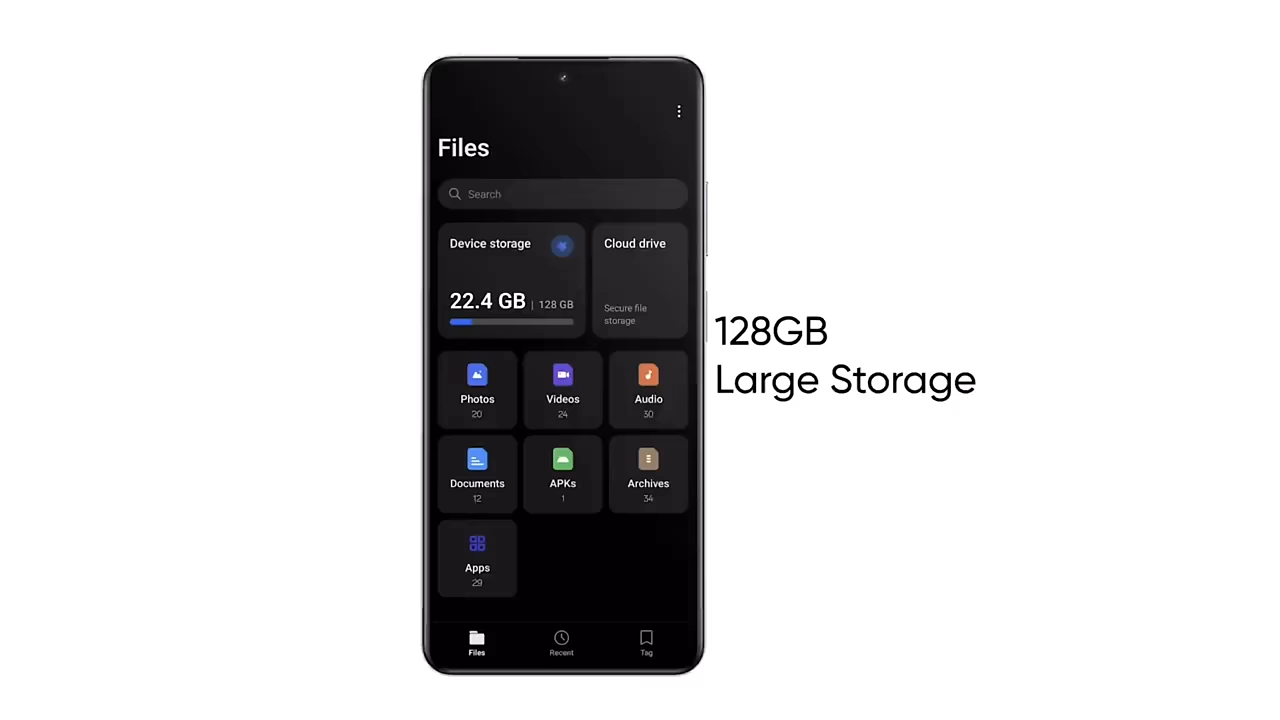 Files
Search
Device storage
Cloud drive
22.4 GB | 128 GB
Secure file
storage
128GB
Large Storage
Photos
20
Videos
24
Audio
30
Documents
12
APKs
1
Archives
34
Apps
29
Files
Recent
Tag